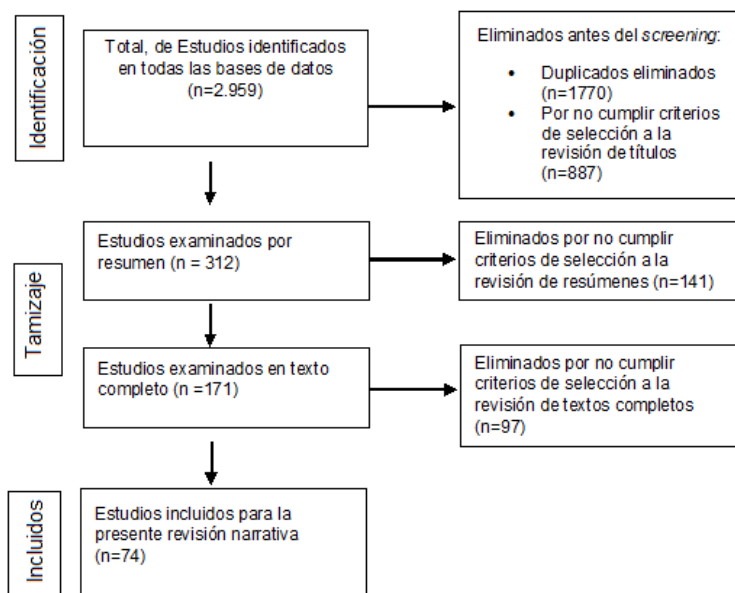 Identificación
Total, de Estudios identificados
en todas las bases de datos
(n=2.959)
Eliminados antes del screening:
• Duplicados eliminados
(n=1770)
• Por no cumplir criterios
de selección a la
revisión de títulos
(n=887)
Tamizaje
Estudios examinados por
resumen (n = 312)
Eliminados por no cumplir
criterios de selección a la
revisión de resúmenes (n=141)
Estudios examinados en texto
completo (n =171)
Eliminados por no cumplir
criterios de selección a la
revisión de textos completos
(n=97)
Incluidos
Estudios incluidos para la
presente revisión narrativa
(n=74)